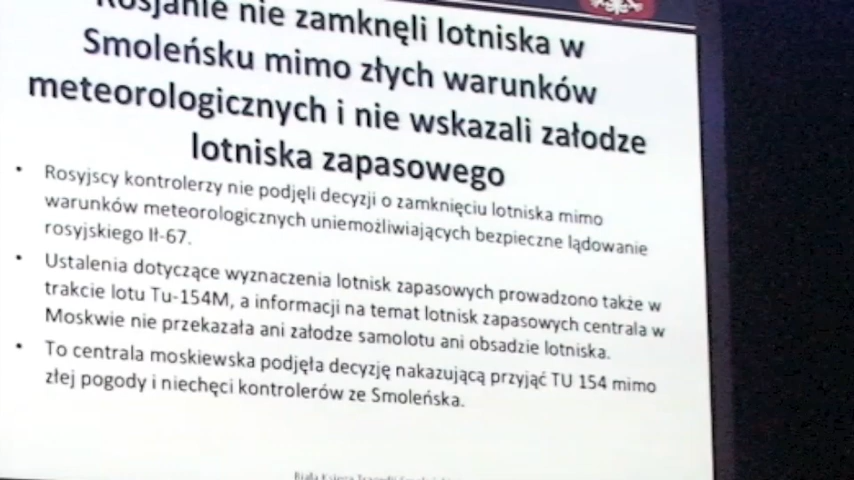 Rosjanie nie zamknęli lotniska w
Smoleńsku mimo złych warunków
meteorologicznych i nie wskazali załodze
lotniska zapasowego
• Rosyjscy kontrolerzy nie podjęli decyzji o zamknięciu lotniska mimo
warunków meteorologicznych uniemożliwiających bezpieczne lądowanie
rosyjskiego Ił-67.
• Ustalenia dotyczące wyznaczenia lotnisk zapasowych prowadzono także w
trakcie lotu Tu-154M, a informacji na temat lotnisk zapasowych centrala w
Moskwie nie przekazała ani załodze samolotu ani obsadzie lotniska.
• To centrala moskiewska podjęła decyzję nakazującą przyjąć TU 154 mimo
złej pogody i niechęci kontrolerów ze Smoleńska.
Biała Księga Tragedii